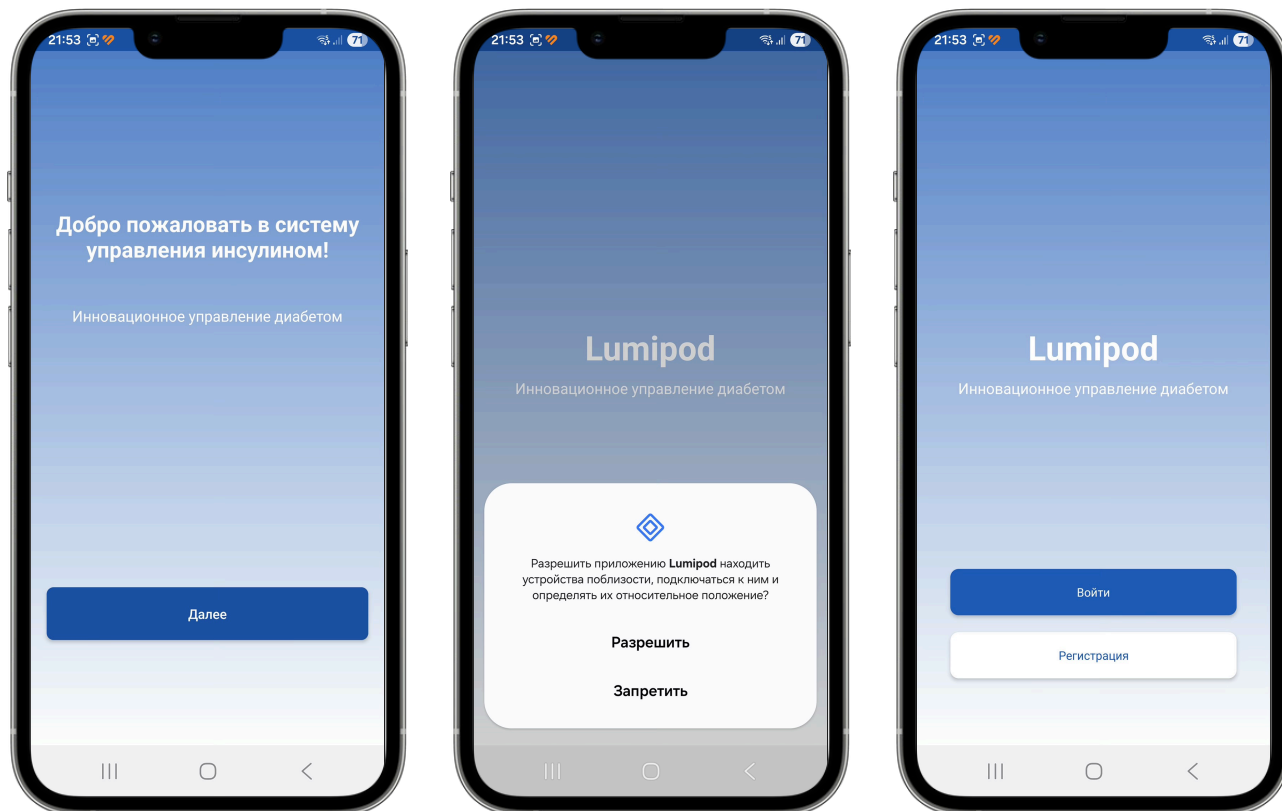 21:53
71
Добро пожаловать в систему
управления инсулином!
Инновационное управление диабетом
Далее
21:53
71
Lumipod
Инновационное управление диабетом
Разрешить приложению Lumipod находить
устройства поблизости, подключаться к ним и
определять их относительное положение?
Разрешить
Запретить
21:53
71
Lumipod
Инновационное управление диабетом
Войти
Регистрация